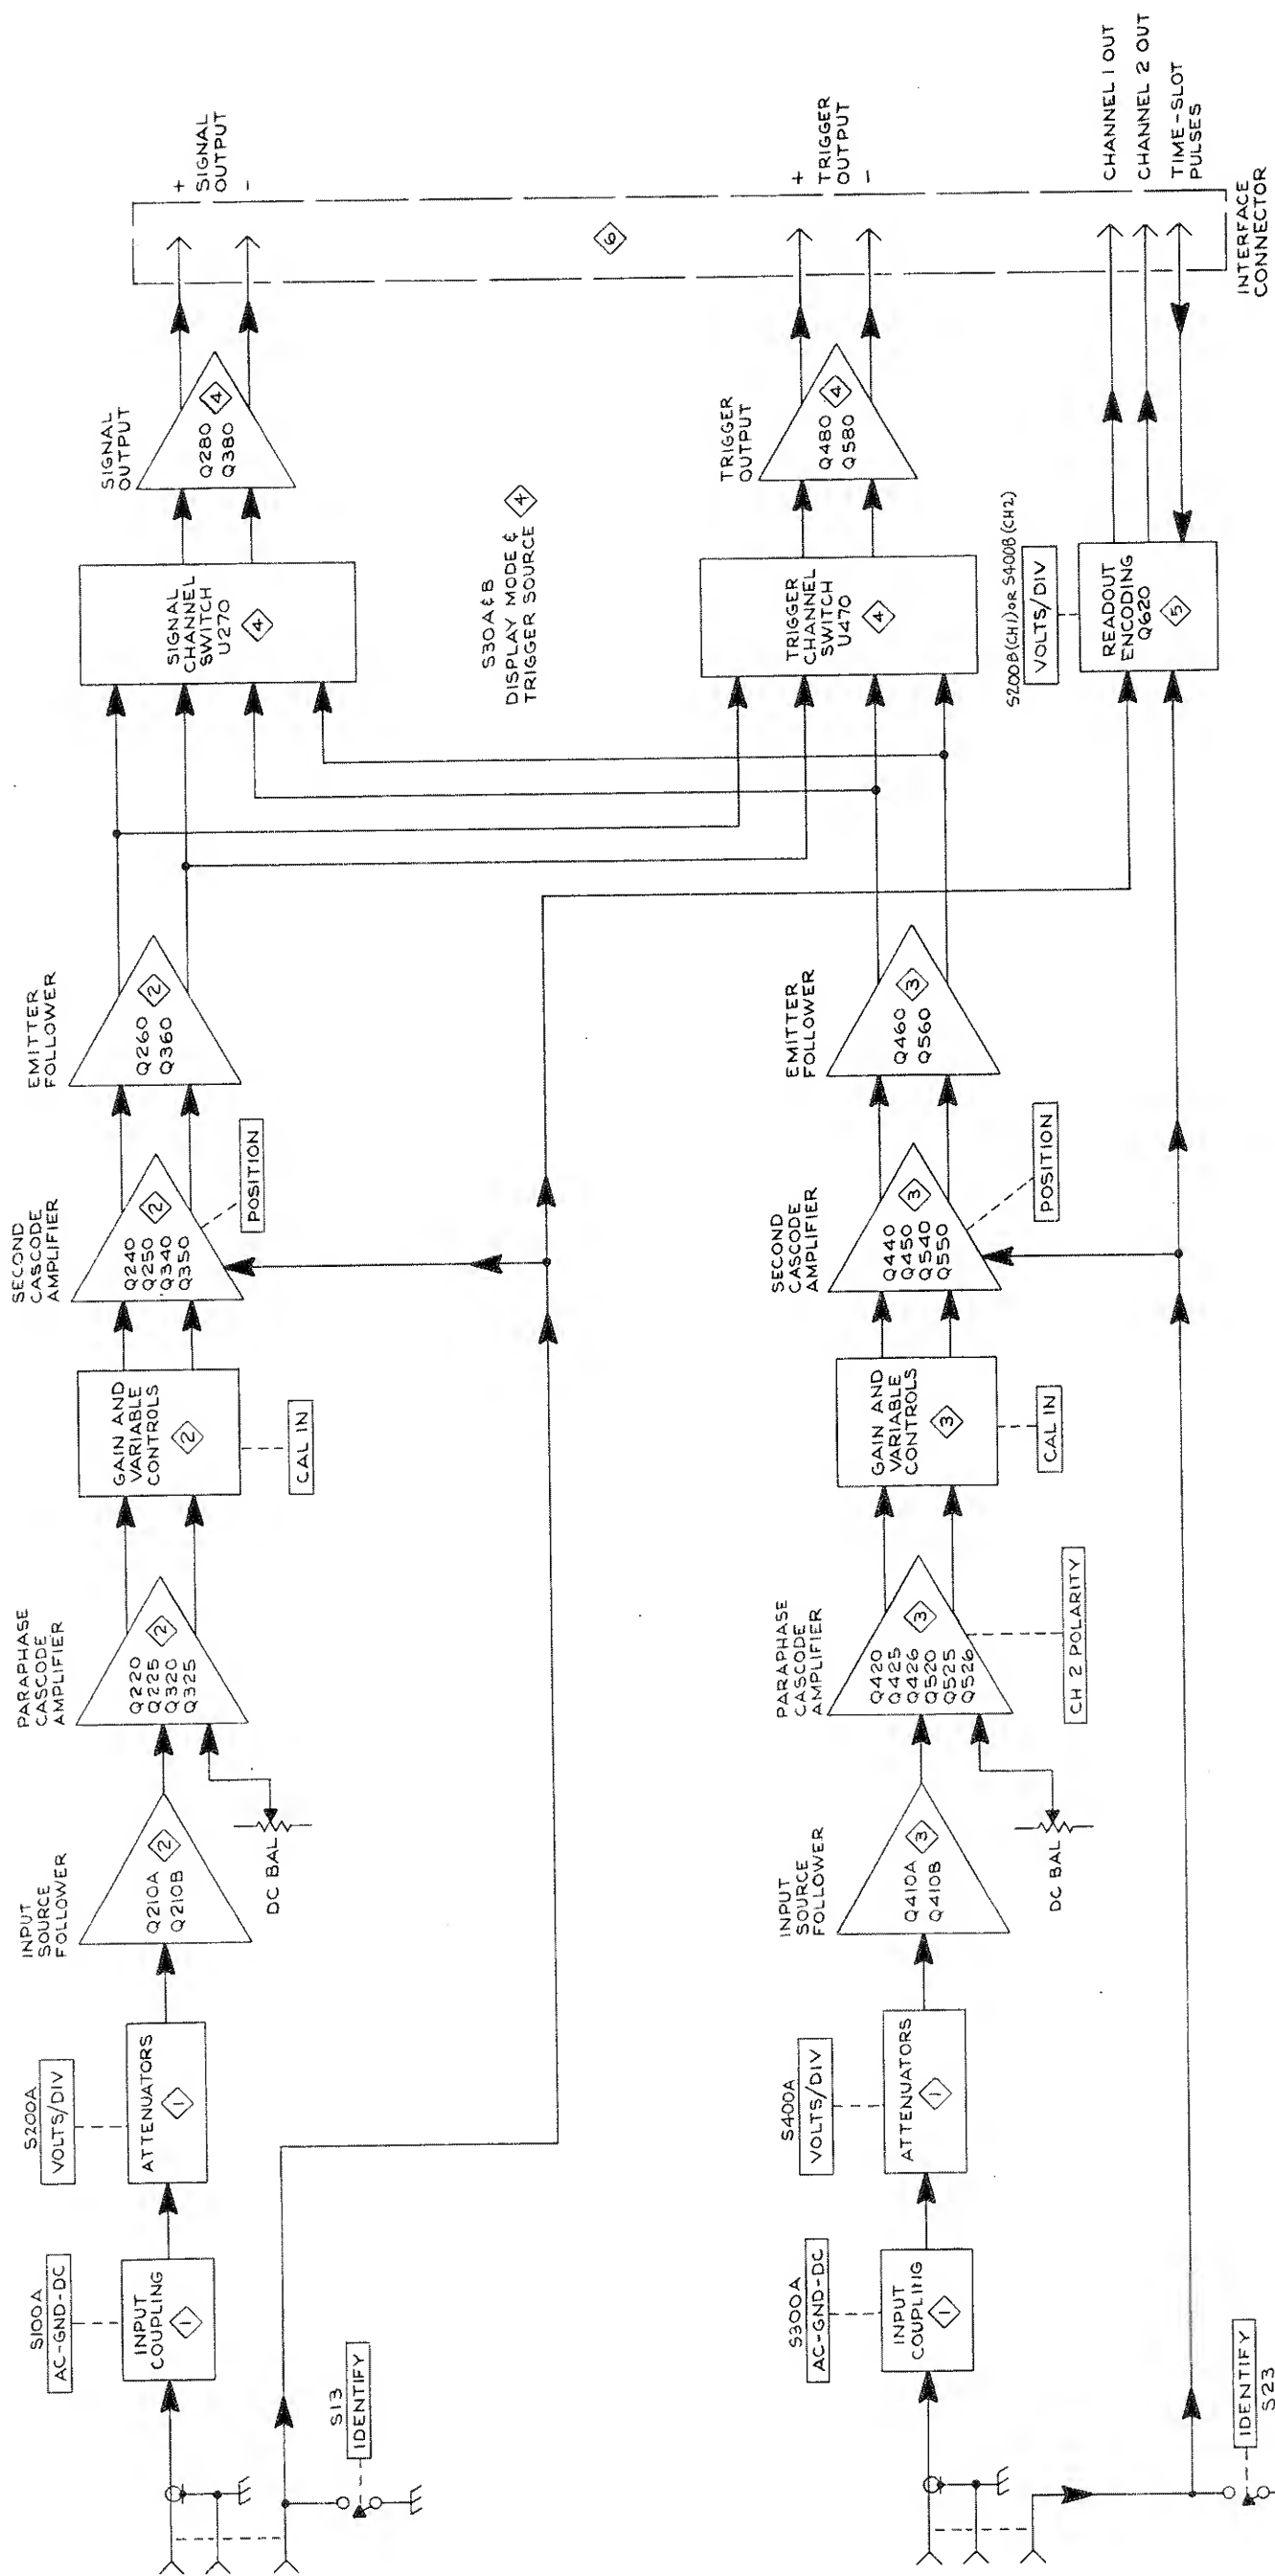 S100A
AC-GND-DC
INPUT
COUPLING
1
S200A
VOLTS/DIV
ATTENUATORS
1
INPUT
SOURCE
FOLLOWER
Q210A
Q210B
2
DC BAL
PARAPHASE
CASCODE
AMPLIFIER
Q220
Q225
Q320
Q325
2
GAIN AND
VARIABLE
CONTROLS
2
CAL IN
SECOND
CASCODE
AMPLIFIER
Q240
Q250
Q340
Q350
2
POSITION
EMITTER
FOLLOWER
Q260
Q360
2
SIGNAL
CHANNEL
SWITCH
U270
4
SIGNAL
OUTPUT
Q280
Q380
4
+
SIGNAL
OUTPUT
-
S13
IDENTIFY
S30A&B
DISPLAY MODE &
TRIGGER SOURCE
4
6
S300A
AC-GND-DC
INPUT
COUPLING
1
S400A
VOLTS/DIV
ATTENUATORS
1
INPUT
SOURCE
FOLLOWER
Q410A
Q410B
3
DC BAL
PARAPHASE
CASCODE
AMPLIFIER
Q420
Q425
Q426
Q520
Q525
Q526
3
CH 2 POLARITY
GAIN AND
VARIABLE
CONTROLS
3
CAL IN
SECOND
CASCODE
AMPLIFIER
Q440
Q450
Q540
Q550
3
POSITION
EMITTER
FOLLOWER
Q460
Q560
3
TRIGGER
CHANNEL
SWITCH
U470
4
TRIGGER
OUTPUT
Q480
Q580
4
+
TRIGGER
OUTPUT
-
S200B(CH1) OR S400B(CH2)
VOLTS/DIV
READOUT
ENCODING
Q620
5
CHANNEL 1 OUT
CHANNEL 2 OUT
TIME-SLOT
PULSES
INTERFACE
CONNECTOR
IDENTIFY
S23